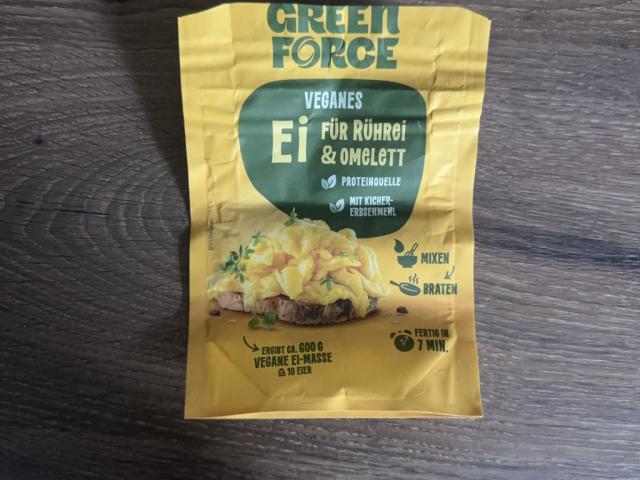 GREEN
FORCE
VEGANES
Ei FÜR RÜHREI
& OMELETT
PROTEINQUELLE
MIT KICHER-
ERBSENMEHL
MIXEN
BRATEN
FERTIG IN
7 MIN.
ERGIBT CA. 600 G
VEGANE EI-MASSE
≙ 10 EIER